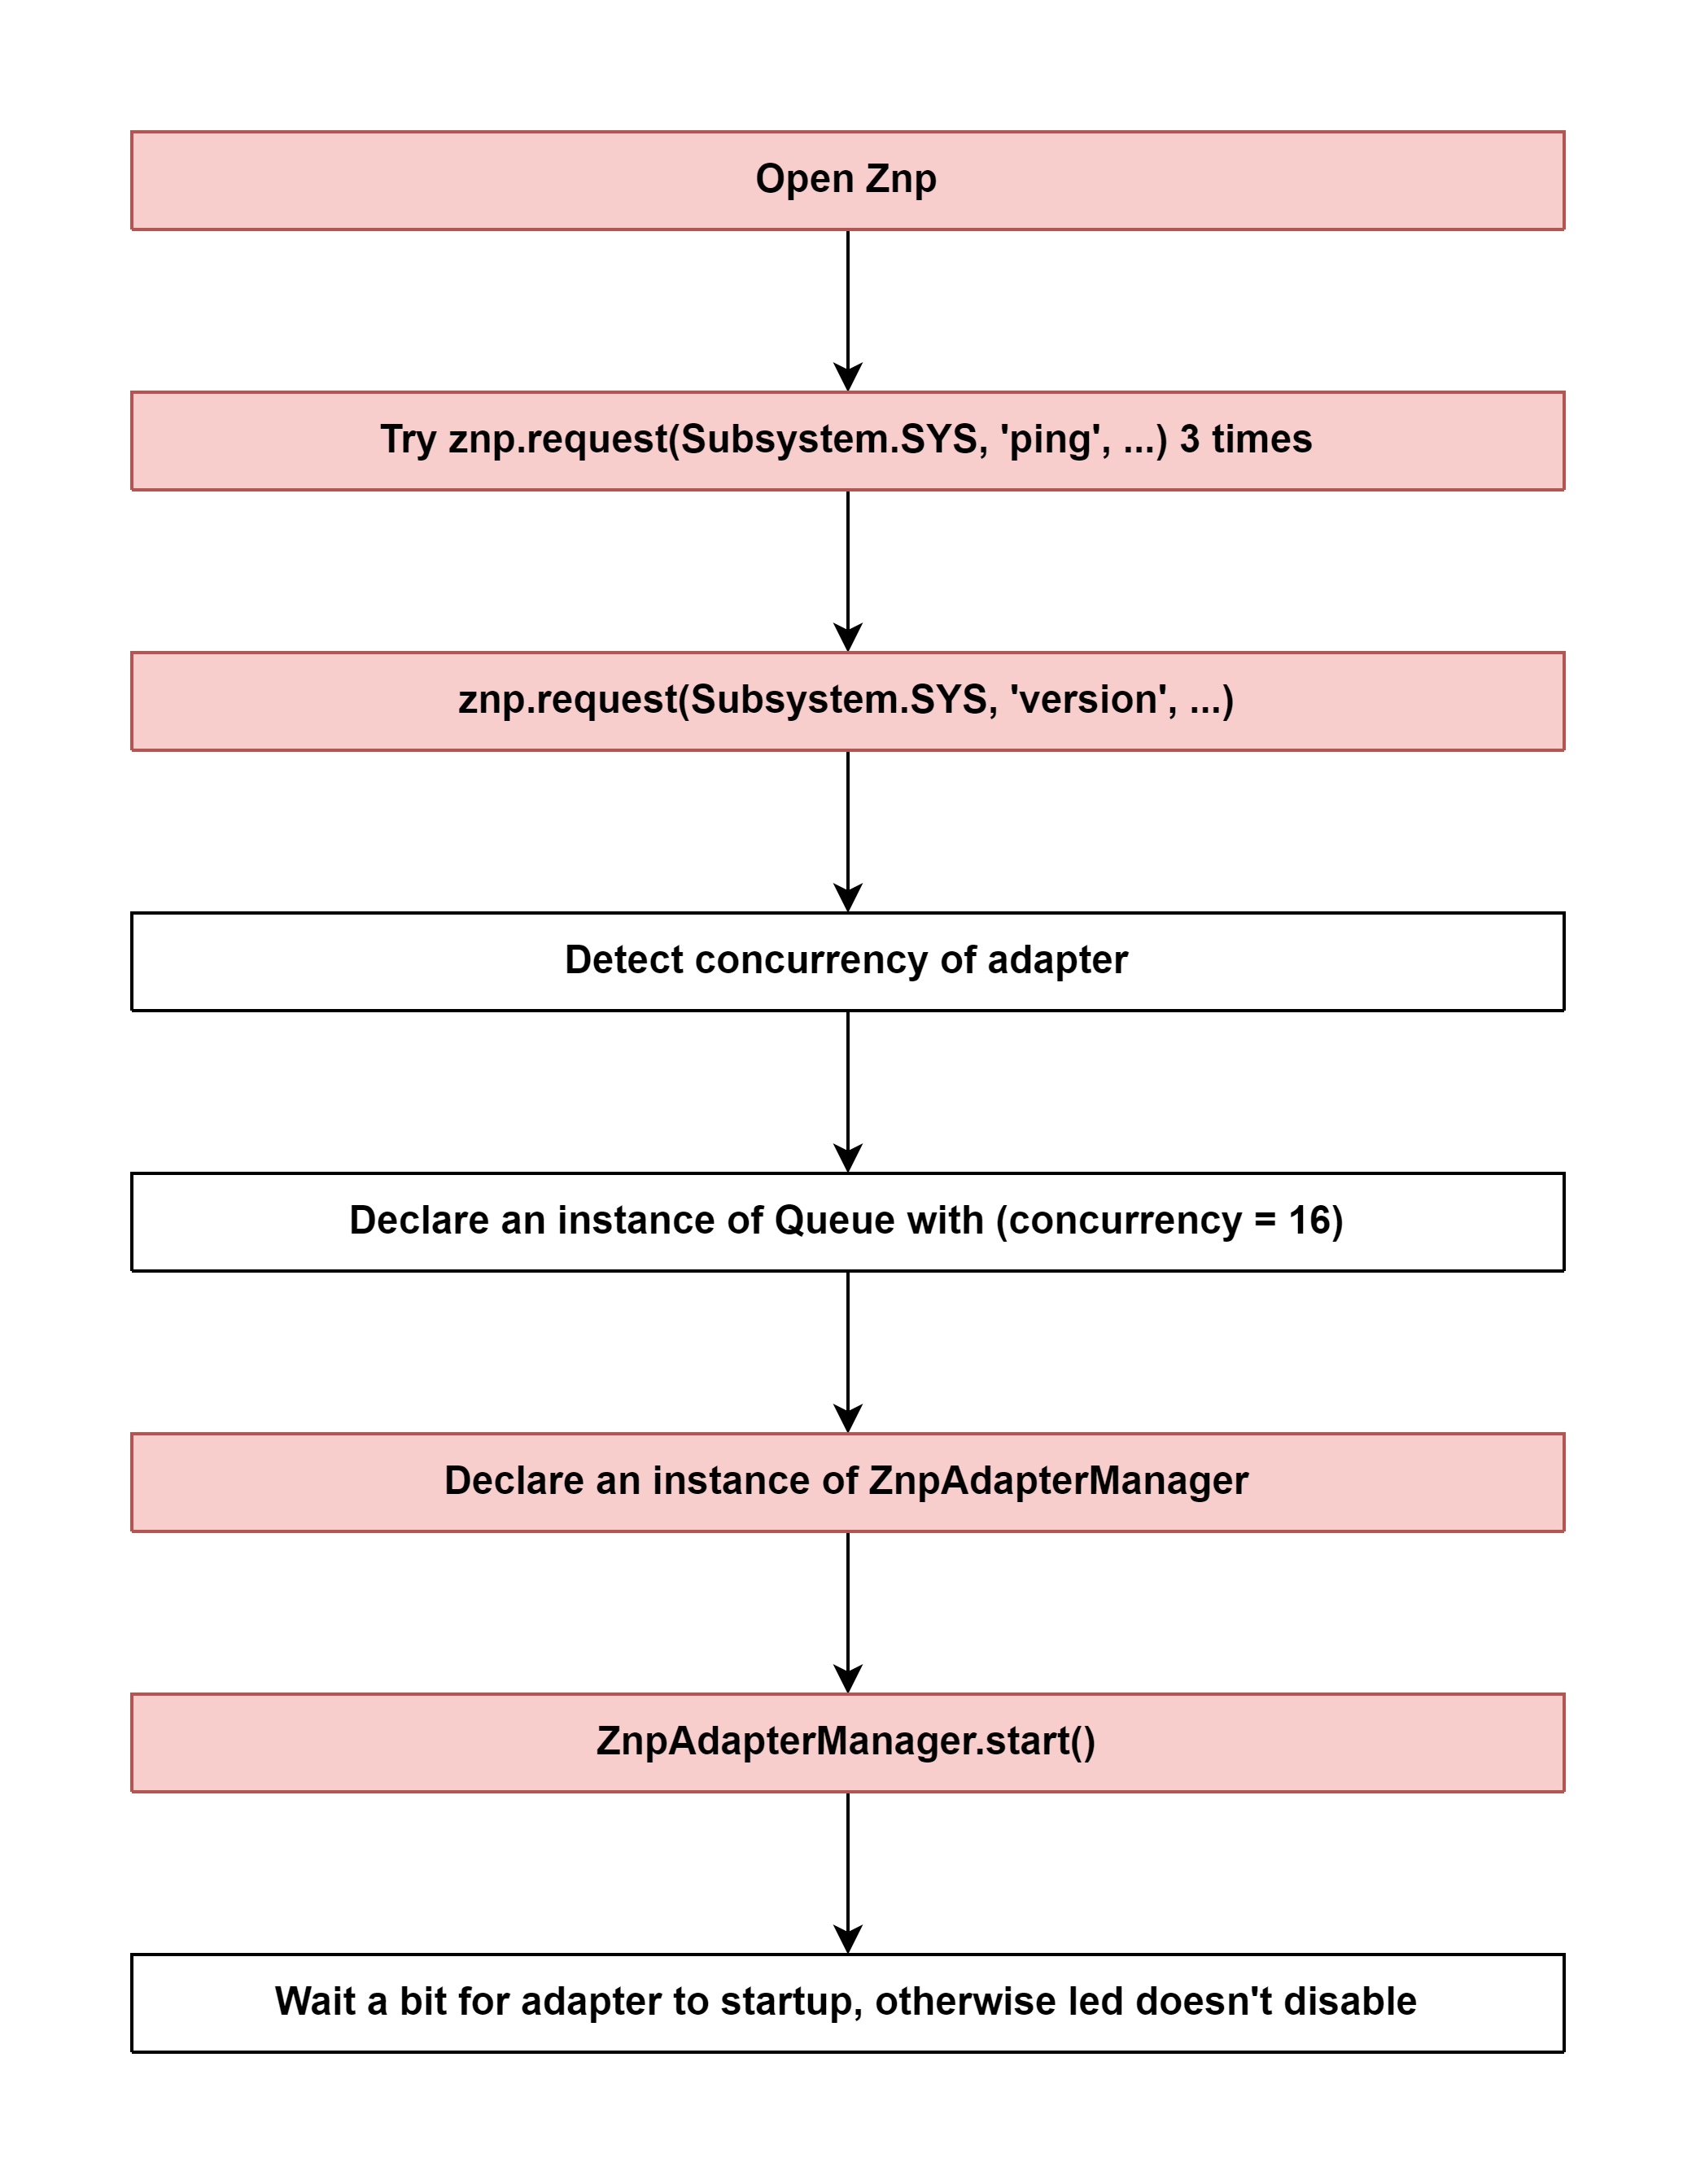 Open Znp
Try znp.request(Subsystem.SYS, 'ping', ...) 3 times
znp.request(Subsystem.SYS, 'version', ...)
Detect concurrency of adapter
Declare an instance of Queue with (concurrency = 16)
Declare an instance of ZnpAdapterManager
ZnpAdapterManager.start()
Wait a bit for adapter to startup, otherwise led doesn't disable